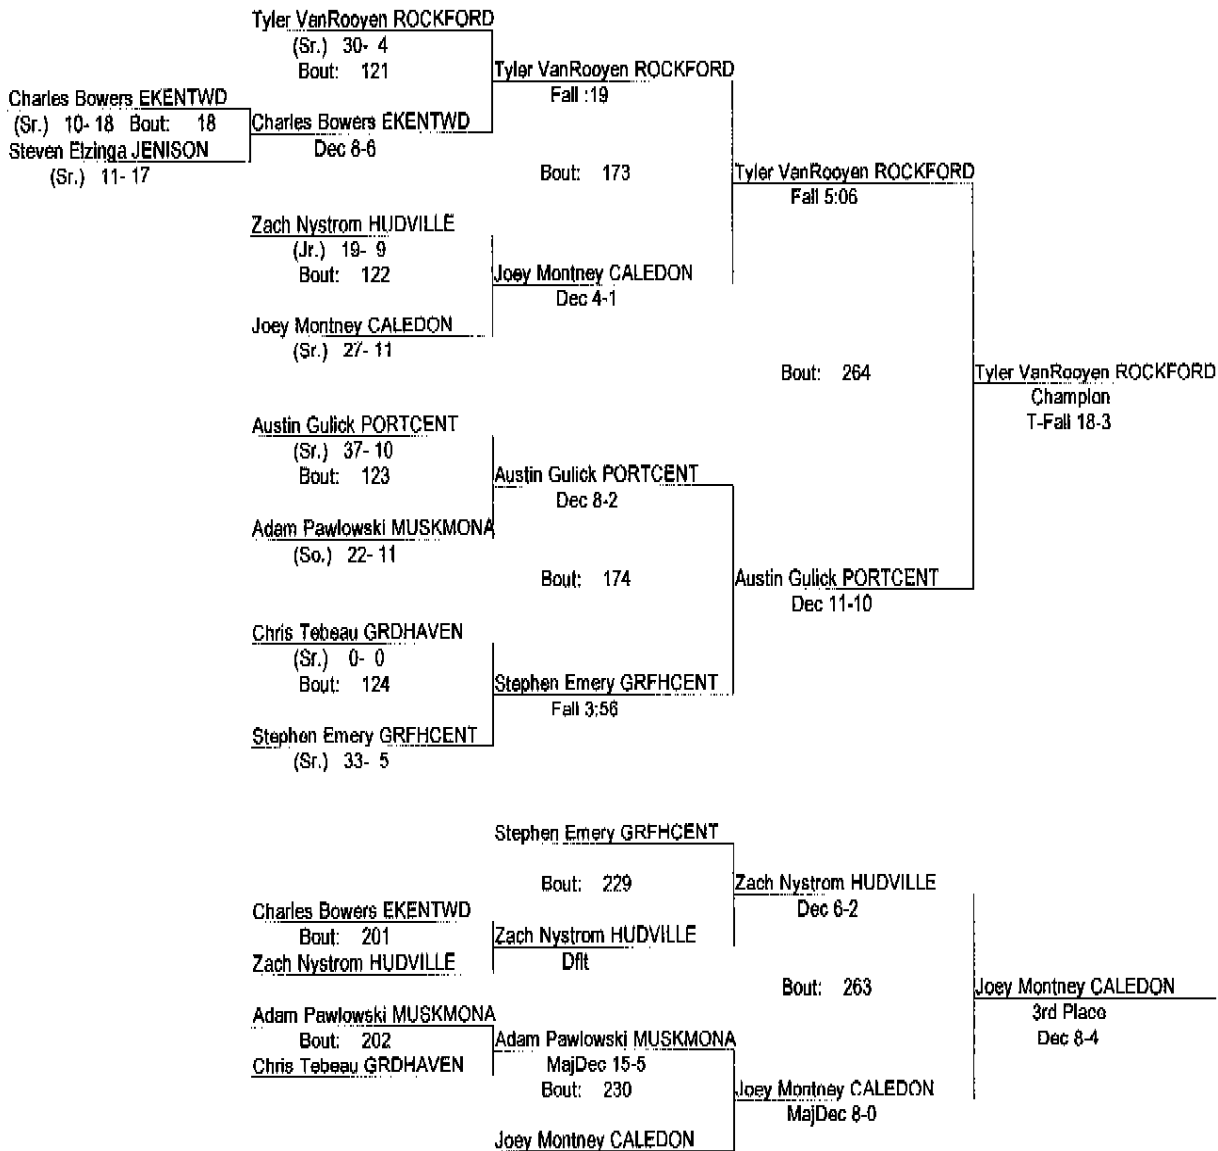 Tyler VanRooyen ROCKFORD
(Sr.) 30- 4
Bout: 121
Tyler VanRooyen ROCKFORD
Fall :19
Charles Bowers EKENTWD
(Sr.) 10- 18 Bout: 18
Steven Elzinga JENISON
(Sr.) 11- 17
Charles Bowers EKENTWD
Dec 8-6
Bout: 173
Tyler VanRooyen ROCKFORD
Fall 5:06
Zach Nystrom HUDVILLE
(Jr.) 19- 9
Bout: 122
Joey Montney CALEDON
Dec 4-1
Joey Montney CALEDON
(Sr.) 27- 11
Bout: 264
Tyler VanRooyen ROCKFORD
Champion
T-Fall 18-3
Austin Gulick PORTCENT
(Sr.) 37- 10
Bout: 123
Austin Gulick PORTCENT
Dec 8-2
Adam Pawlowski MUSKMONA
(So.) 22- 11
Bout: 174
Austin Gulick PORTCENT
Dec 11-10
Chris Tebeau GRDHAVEN
(Sr.) 0- 0
Bout: 124
Stephen Emery GRFHCENT
Fall 3:56
Stephen Emery GRFHCENT
(Sr.) 33- 5
Stephen Emery GRFHCENT
Bout: 229
Zach Nystrom HUDVILLE
Dec 6-2
Charles Bowers EKENTWD
Bout: 201
Zach Nystrom HUDVILLE
Zach Nystrom HUDVILLE
Dflt
Bout: 263
Joey Montney CALEDON
3rd Place
Dec 8-4
Adam Pawlowski MUSKMONA
Bout: 202
Chris Tebeau GRDHAVEN
Adam Pawlowski MUSKMONA
MajDec 15-5
Bout: 230
Joey Montney CALEDON
MajDec 8-0
Joey Montney CALEDON